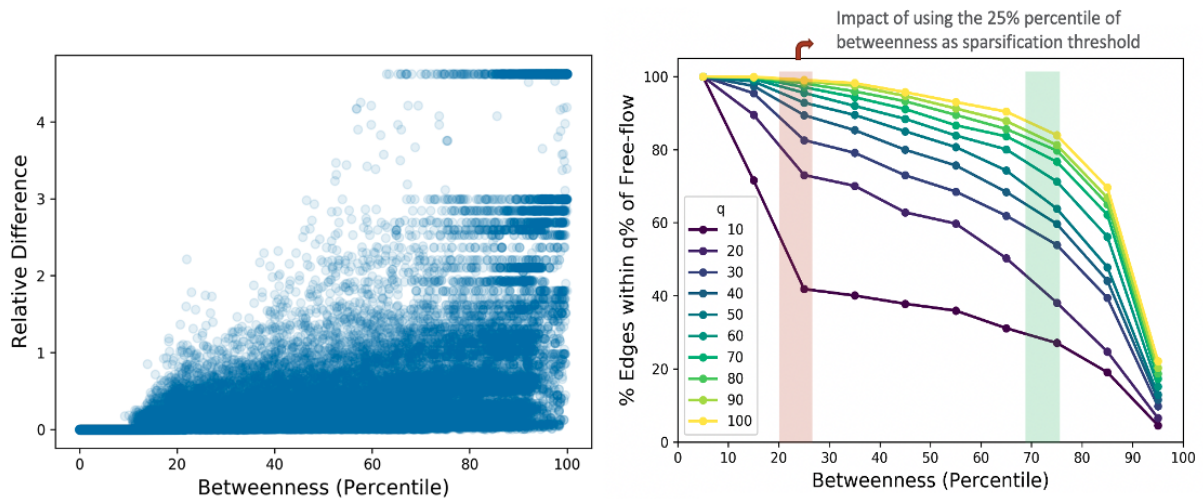 Impact of using the 25% percentile of
betweenness as sparsification threshold
Relative Difference
4
3
2
1
0
0 20 40 60 80 100
Betweenness (Percentile)
% Edges within q% of Free-flow
100
80
60
40
20
0
q
10
20
30
40
50
60
70
80
90
100
0 10 20 30 40 50 60 70 80 90 100
Betweenness (Percentile)